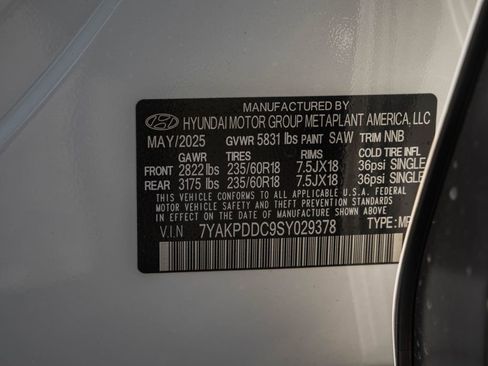 MANUFACTURED BY
HYUNDAI MOTOR GROUP METAPLANT AMERICA, LLC
MAY/2025 GVWR 5831 lbs PAINT SAW TRIM NNB
GAWR TIRES RIMS COLD TIRE INFL
FRONT 2822 lbs 235/60R18 7.5JX18 36psi SINGLE
REAR 3175 lbs 235/60R18 7.5JX18 36psi SINGLE
THIS VEHICLE CONFORMS TO ALL APPLICABLE U.S.A. FEDERAL
MOTOR VEHICLE SAFETY AND THEFT PREVENTION STANDARDS
IN EFFECT ON THE DATE OF MANUFACTURE SHOWN ABOVE.
V.I.N 7YAKPDDC9SY029378 TYPE:MP